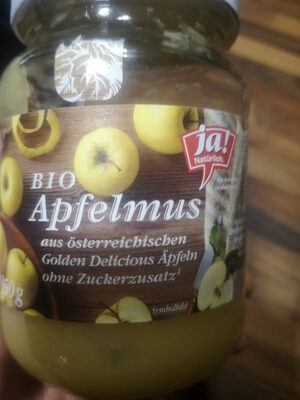 ja!
Natürlich.
BIO
Apfelmus
aus österreichischen
Golden Delicious Äpfeln
ohne Zuckerzusatz¹
Symbolbild